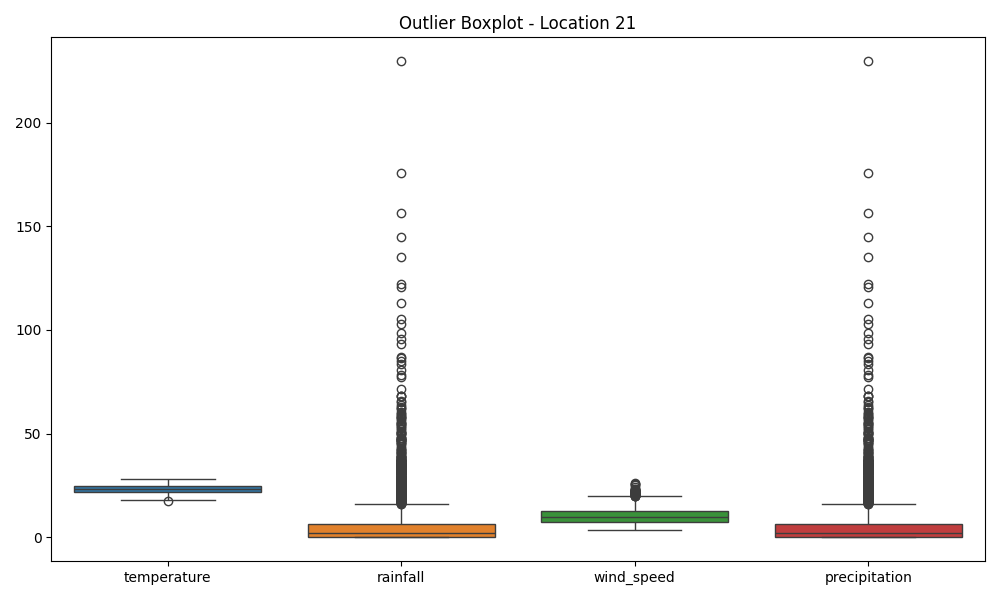 Outlier Boxplot - Location 21
200
150
100
50
0
temperature rainfall wind_speed precipitation